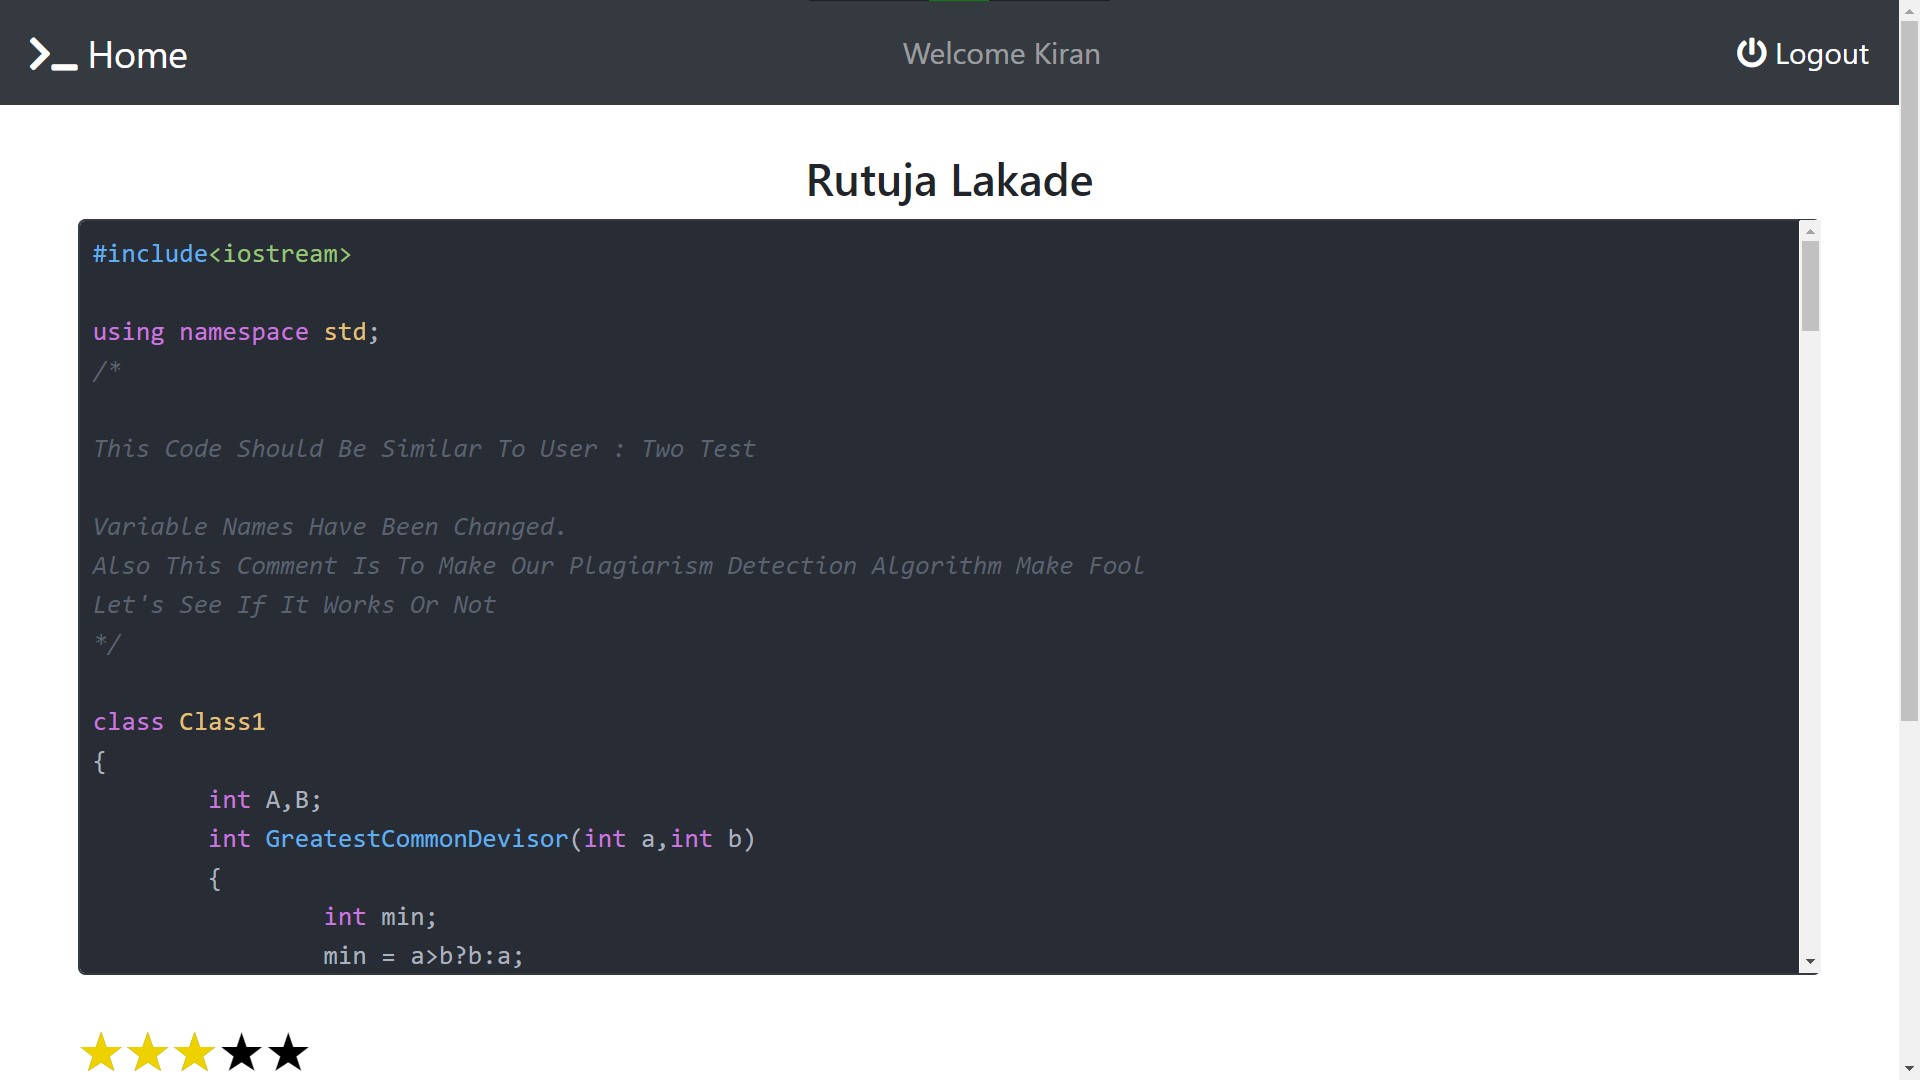 >_ Home
Welcome Kiran
Logout
Rutuja Lakade
#include<iostream>
using namespace std;
/*
This Code Should Be Similar To User : Two Test
Variable Names Have Been Changed.
Also This Comment Is To Make Our Plagiarism Detection Algorithm Make Fool
Let's See If It Works Or Not
*/
class Class1
{
int A,B;
int GreatestCommonDevisor(int a,int b)
{
int min;
min = a>b?b:a;